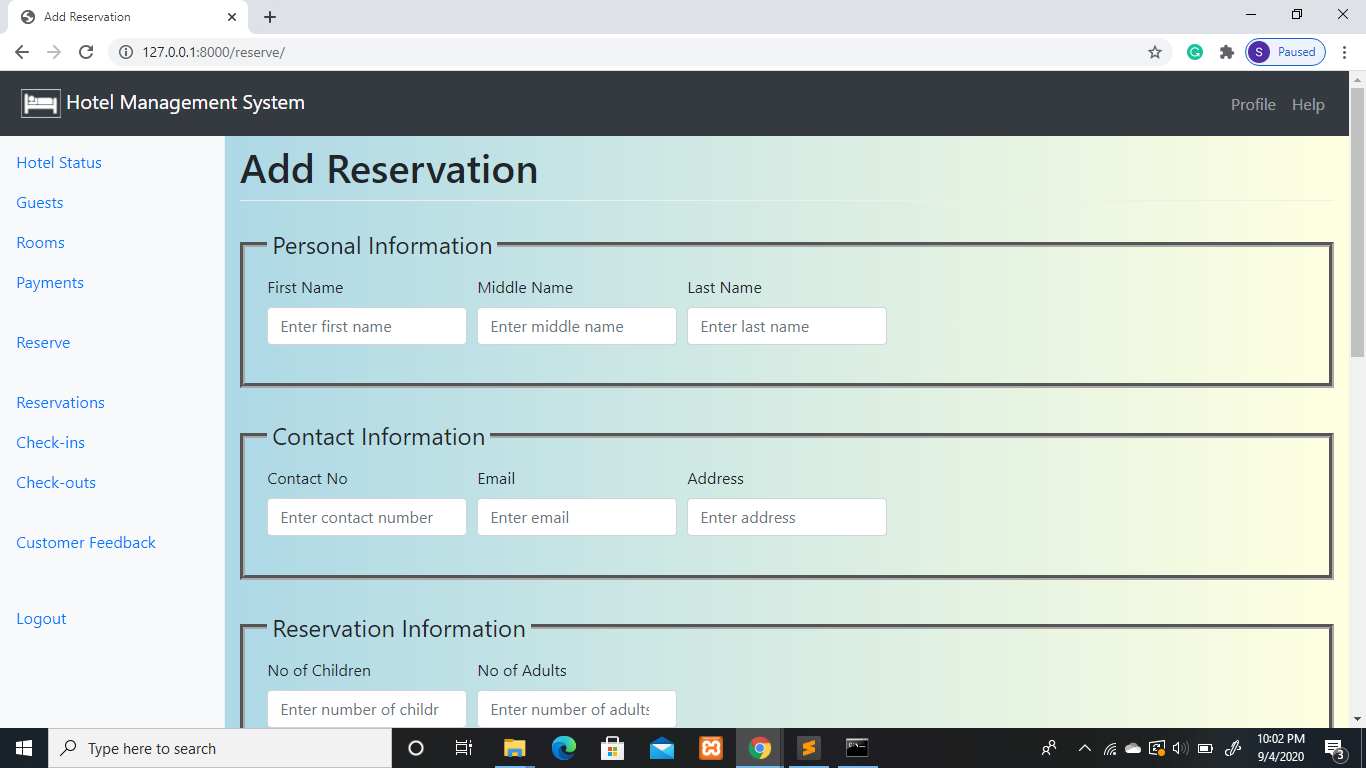 Add Reservation
127.0.0.1:8000/reserve/
S Paused
Hotel Management System
Profile Help
Hotel Status
Guests
Rooms
Payments
Reserve
Reservations
Check-ins
Check-outs
Customer Feedback
Logout
Add Reservation
Personal Information
First Name Middle Name Last Name
Enter first name Enter middle name Enter last name
Contact Information
Contact No Email Address
Enter contact number Enter email Enter address
Reservation Information
No of Children No of Adults
Enter number of childr Enter number of adults
Type here to search
10:02 PM
9/4/2020
3